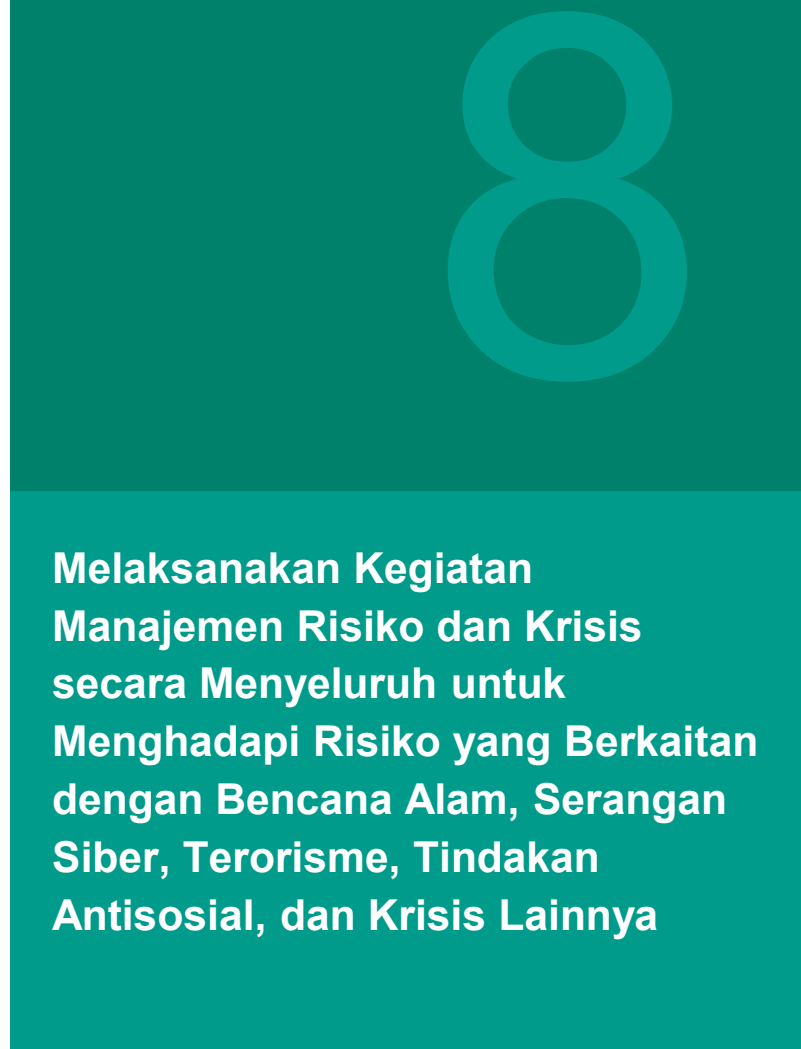 8
Melaksanakan Kegiatan
Manajemen Risiko dan Krisis
secara Menyeluruh untuk
Menghadapi Risiko yang Berkaitan
dengan Bencana Alam, Serangan
Siber, Terorisme, Tindakan
Antisosial, dan Krisis Lainnya